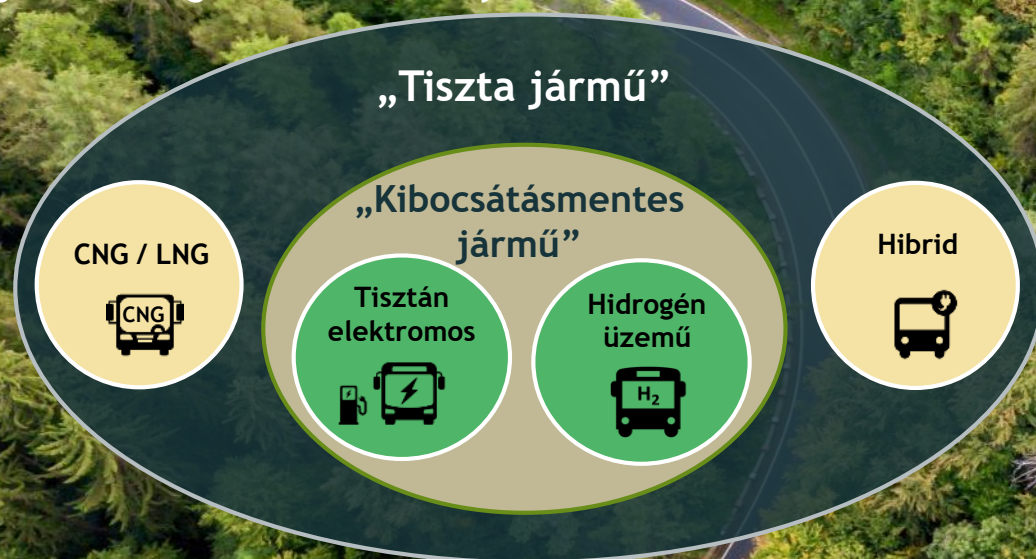 „Tiszta jármű”
„Kibocsátásmentes
jármű”
CNG / LNG
CNG
Tisztán
elektromos
Hidrogén
üzemű
H₂
Hibrid